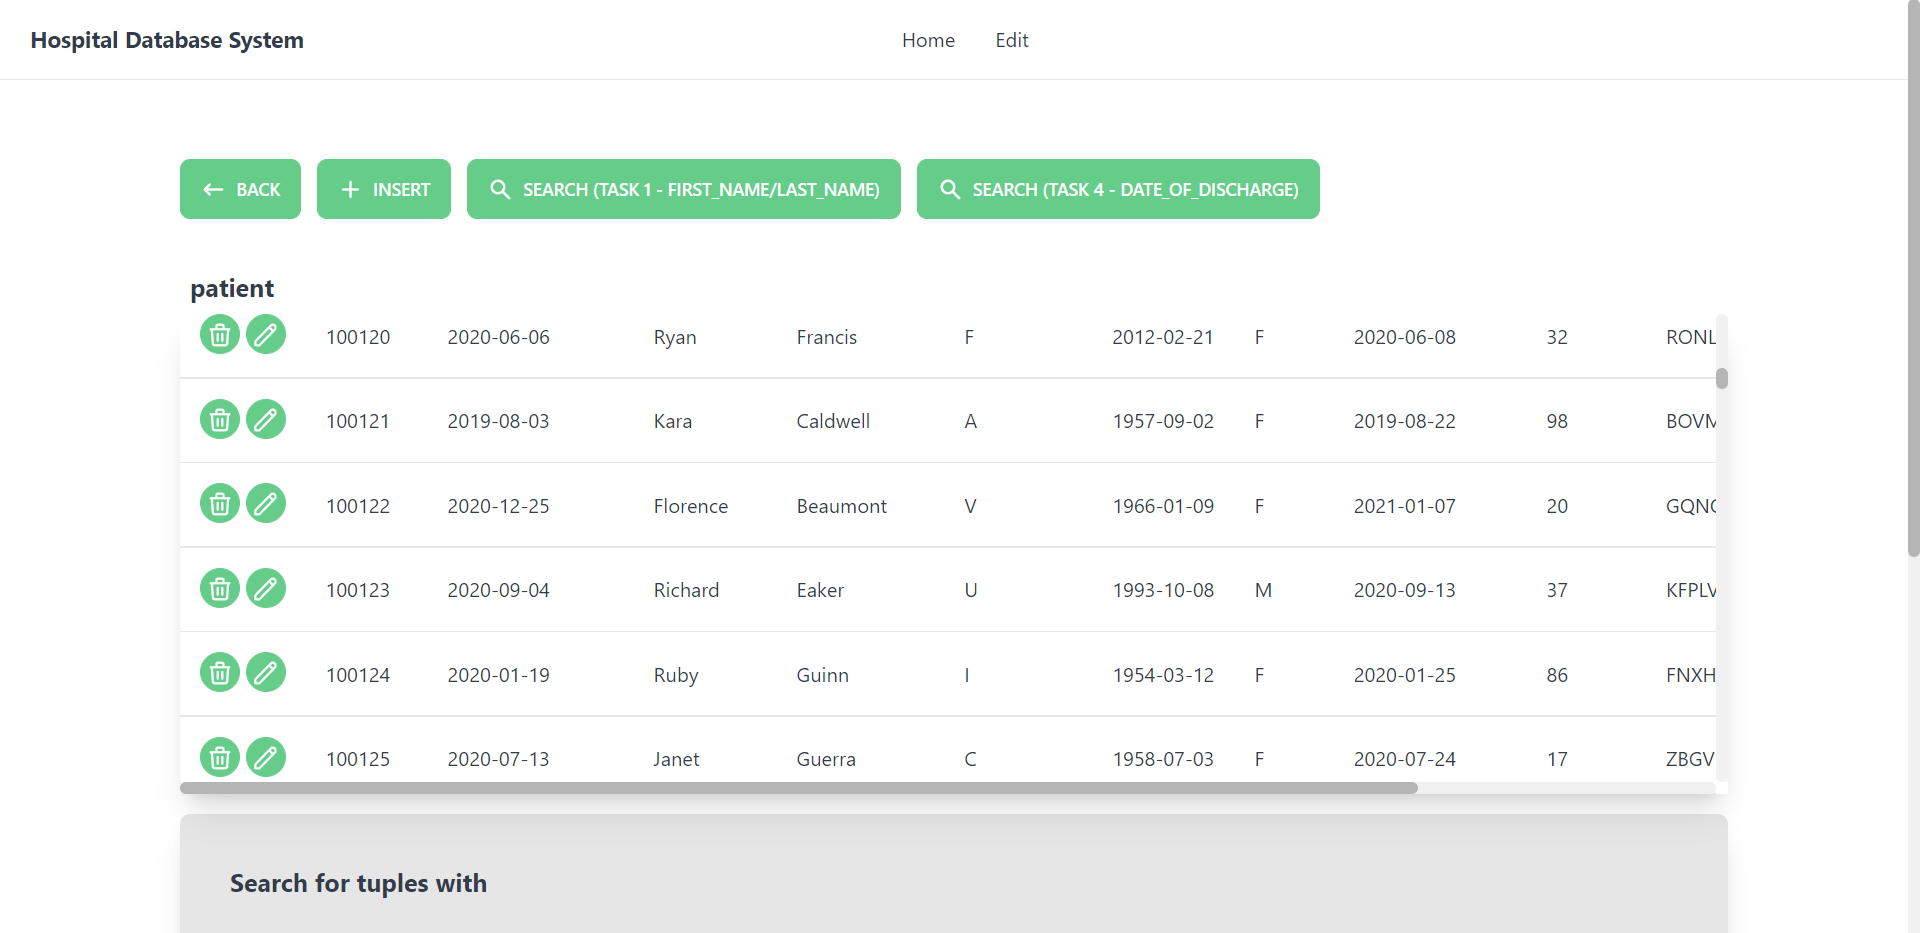 Hospital Database System Home Edit
BACK INSERT SEARCH (TASK 1 - FIRST_NAME/LAST_NAME) SEARCH (TASK 4 - DATE_OF_DISCHARGE)
patient
100120 2020-06-06 Ryan Francis F 2012-02-21 F 2020-06-08 32 RONL
100121 2019-08-03 Kara Caldwell A 1957-09-02 F 2019-08-22 98 BOVM
100122 2020-12-25 Florence Beaumont V 1966-01-09 F 2021-01-07 20 GQN
100123 2020-09-04 Richard Eaker U 1993-10-08 M 2020-09-13 37 KFPLV
100124 2020-01-19 Ruby Guinn I 1954-03-12 F 2020-01-25 86 FNXH
100125 2020-07-13 Janet Guerra C 1958-07-03 F 2020-07-24 17 ZBGV
Search for tuples with